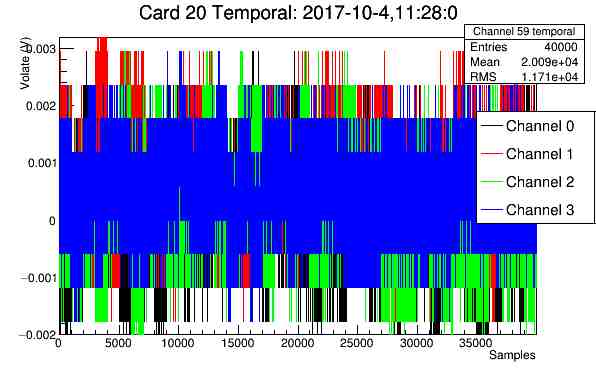 Card 20 Temporal: 2017-10-4,11:28:0
Channel 59 temporal
Entries 40000
Mean 2.009e+04
RMS 1.171e+04
Volate (V)
0.003
0.002
0.001
0
−0.001
−0.002
Channel 0
Channel 1
Channel 2
Channel 3
0 5000 10000 15000 20000 25000 30000 35000
Samples